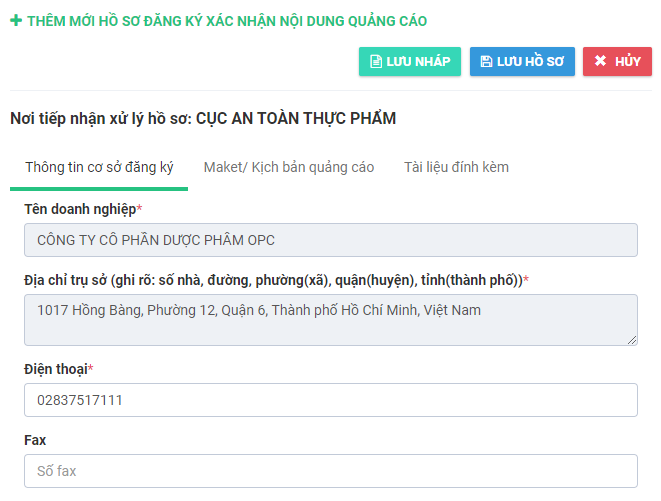 THÊM MỚI HỒ SƠ ĐĂNG KÝ XÁC NHẬN NỘI DUNG QUẢNG CÁO
LƯU NHÁP LƯU HỒ SƠ HỦY
Nơi tiếp nhận xử lý hồ sơ: CỤC AN TOÀN THỰC PHẨM
Thông tin cơ sở đăng ký Maket/ Kịch bản quảng cáo Tài liệu đính kèm
Tên doanh nghiệp*
CÔNG TY CỔ PHẦN DƯỢC PHẨM OPC
Địa chỉ trụ sở (ghi rõ: số nhà, đường, phường(xã), quận(huyện), tỉnh(thành phố))*
1017 Hồng Bàng, Phường 12, Quận 6, Thành phố Hồ Chí Minh, Việt Nam
Điện thoại*
02837517111
Fax
Số fax